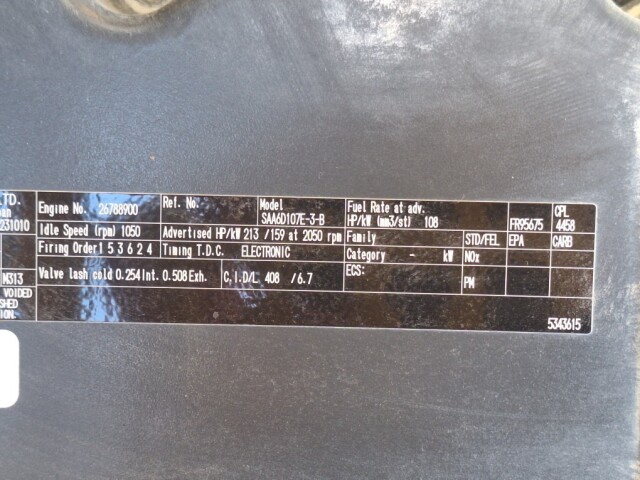 LTD.
231010
N313
VOIDED
Engine No. 26788900
Ref. No.
Model
SAA6D107E-3-B
Fuel Rate at adv.
HP/kW (mm3/st) 108
FR95675
CPL
4458
Idle Speed (rpm) 1050
Advertised HP/kW 213 /159 at 2050 rpm
Family
STD/FEL
EPA
CARB
Firing Order 1 5 3 6 2 4
Timing T.D.C. ELECTRONIC
Category - kW
NOx
Valve lash cold 0.254 Int. 0.508 Exh.
C.I.D/L 408 /6.7
ECS:
PM
5343615